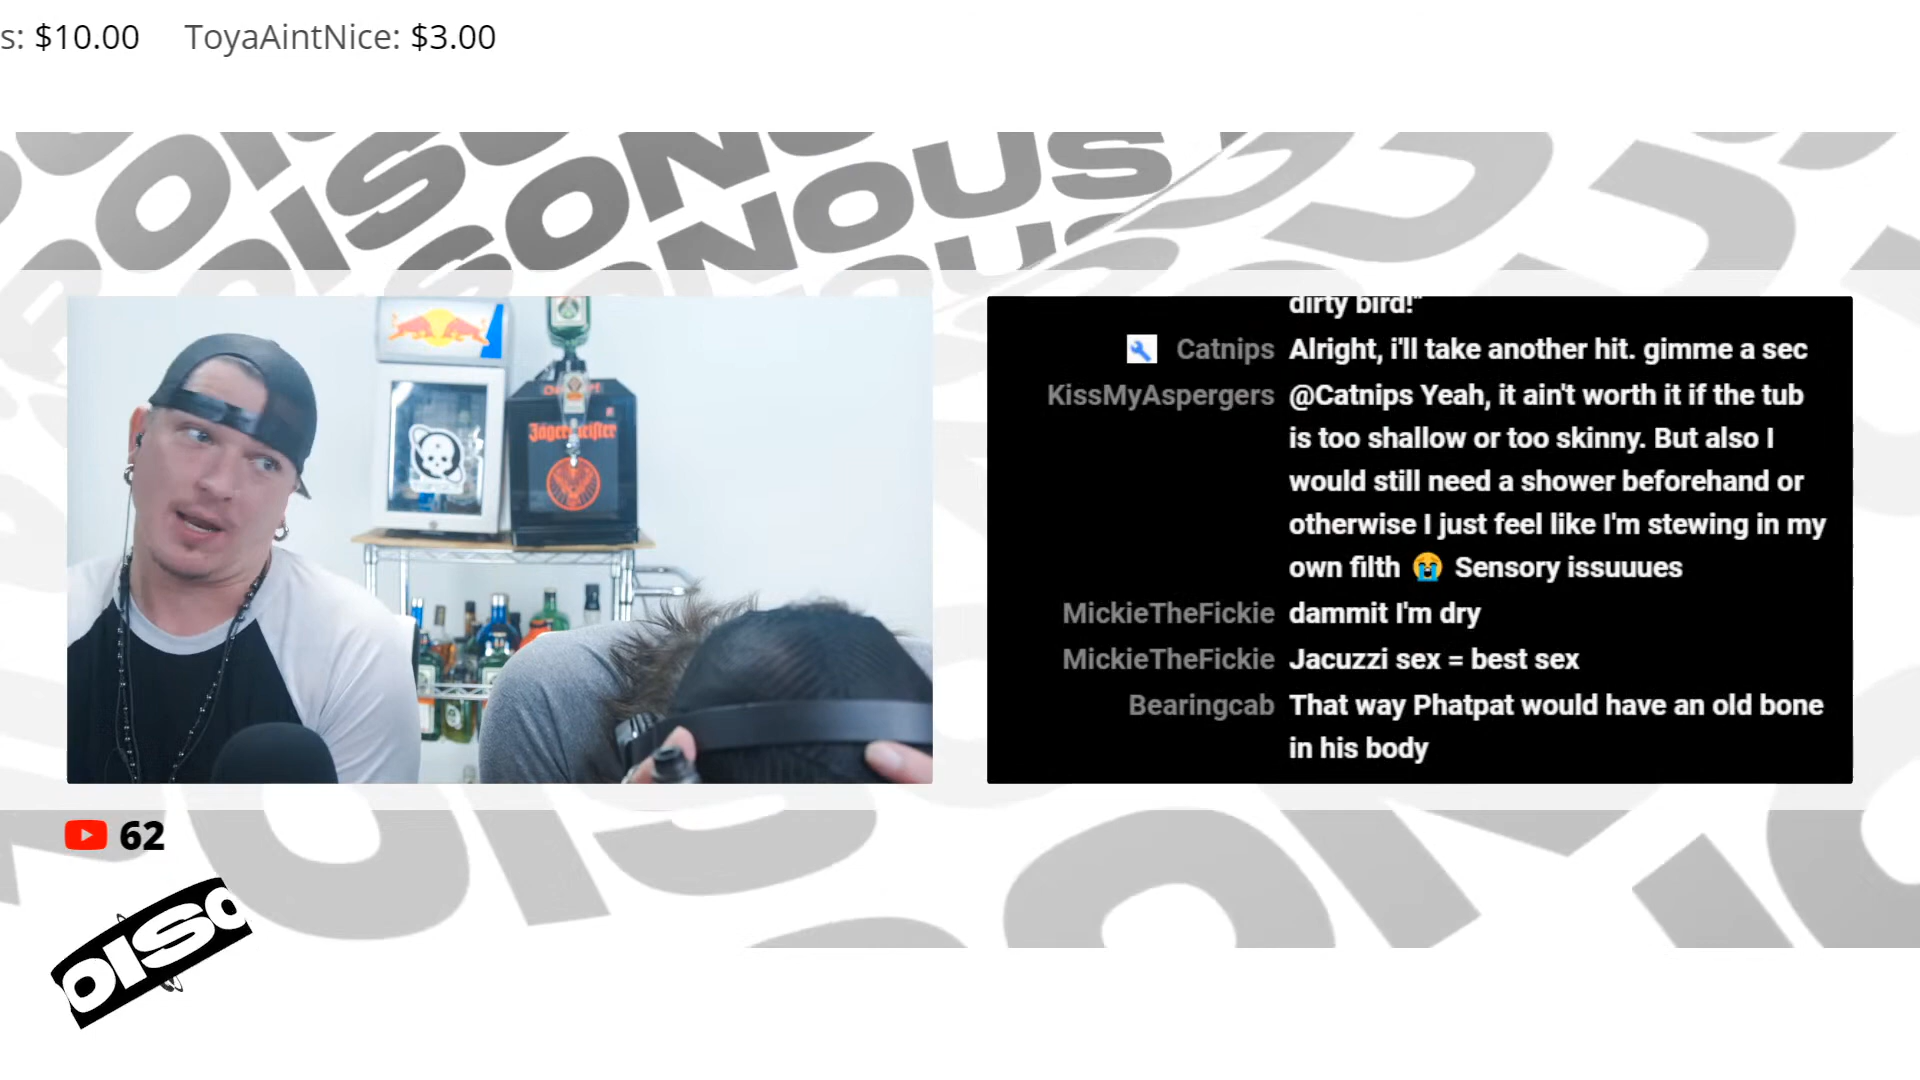 s: $10.00 ToyaAintNice: $3.00
OISONOUS
dirty bird!"
Catnips Alright, i'll take another hit. gimme a sec
KissMyAspergers @Catnips Yeah, it ain't worth it if the tub
is too shallow or too skinny. But also I
would still need a shower beforehand or
otherwise I just feel like I'm stewing in my
own filth 😭 Sensory issuuues
MickieTheFickie dammit I'm dry
MickieTheFickie Jacuzzi sex = best sex
Bearingcab That way Phatpat would have an old bone
in his body
Jägermeister
62
OISO